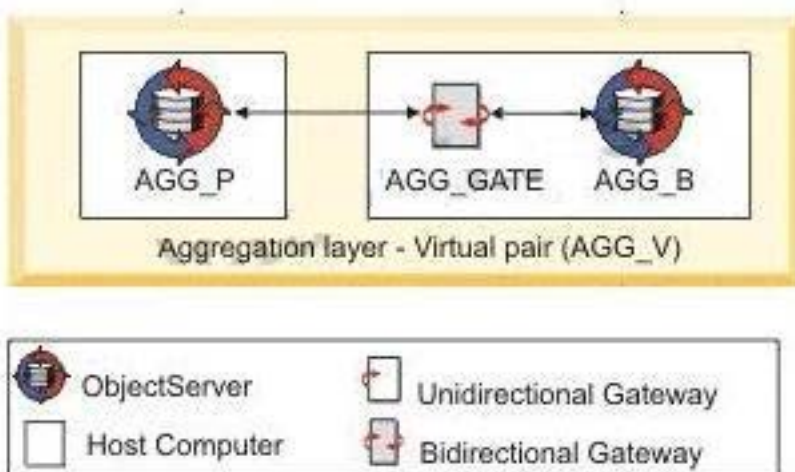 AGG_P
AGG_GATE
AGG_B
Aggregation layer - Virtual pair (AGG_V)
ObjectServer
Unidirectional Gateway
Host Computer
Bidirectional Gateway